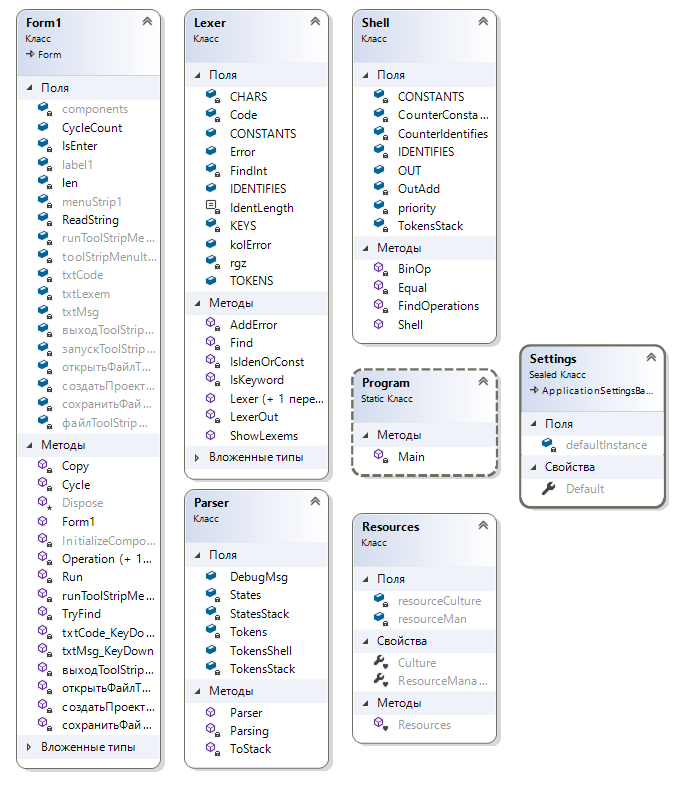 Form1
Класс
Form
Поля
components
CycleCount
IsEnter
label1
len
menuStrip1
ReadString
runToolStripMe...
toolStripMenuIt...
txtCode
txtLexem
txtMsg
выходToolStrip...
запускToolStrip...
открытьФайлТ...
создатьПроект...
сохранитьФай...
файлToolStrip...
Методы
Copy
Cycle
Dispose
Form1
InitializeCompo...
Operation (+ 1...
Run
runToolStripMe...
TryFind
txtCode_KeyDo...
txtMsg_KeyDown
выходToolStrip...
открытьФайлТ...
создатьПроект...
сохранитьФай...
Вложенные типы
Lexer
Класс
Поля
CHARS
Code
CONSTANTS
Error
FindInt
IDENTIFIES
IdentLength
KEYS
kolError
rgz
TOKENS
Методы
AddError
Find
IsIdenOrConst
IsKeyword
Lexer (+ 1 пере...
LexerOut
ShowLexems
Вложенные типы
Parser
Класс
Поля
DebugMsg
States
StatesStack
Tokens
TokensShell
TokensStack
Методы
Parser
Parsing
ToStack
Shell
Класс
Поля
CONSTANTS
CounterConsta...
CounterIdentifies
IDENTIFIES
OUT
OutAdd
priority
TokensStack
Методы
BinOp
Equal
FindOperations
Shell
Program
Static Класс
Методы
Main
Resources
Класс
Поля
resourceCulture
resourceMan
Свойства
Culture
ResourceMana...
Методы
Resources
Settings
Sealed Класс
ApplicationSettingsBa...
Поля
defaultInstance
Свойства
Default